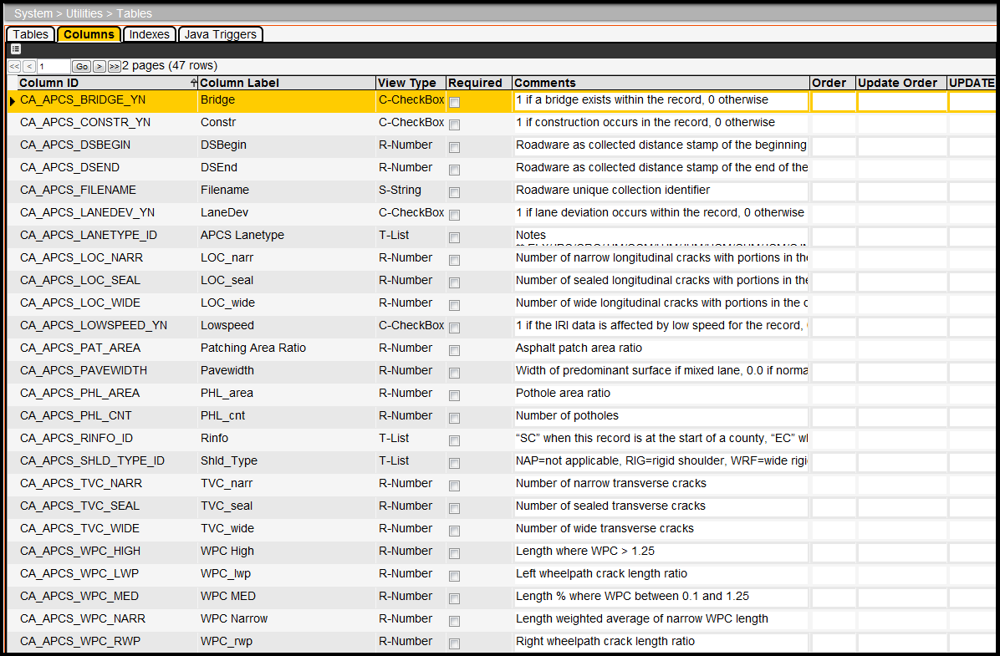 System > Utilities > Tables
Tables Columns Indexes Java Triggers
<< < 1 Go > >> 2 pages (47 rows)
Column ID Column Label View Type Required Comments Order Update Order UPDATE
CA_APCS_BRIDGE_YN Bridge C-CheckBox 1 if a bridge exists within the record, 0 otherwise
CA_APCS_CONSTR_YN Constr C-CheckBox 1 if construction occurs in the record, 0 otherwise
CA_APCS_DSBEGIN DSBegin R-Number Roadware as collected distance stamp of the beginning
CA_APCS_DSEND DSEnd R-Number Roadware as collected distance stamp of the end of the
CA_APCS_FILENAME Filename S-String Roadware unique collection identifier
CA_APCS_LANEDEV_YN LaneDev C-CheckBox 1 if lane deviation occurs within the record, 0 otherwise
CA_APCS_LANETYPE_ID APCS Lanetype T-List Notes
CA_APCS_LOC_NARR LOC_narr R-Number Number of narrow longitudinal cracks with portions in the
CA_APCS_LOC_SEAL LOC_seal R-Number Number of sealed longitudinal cracks with portions in the
CA_APCS_LOC_WIDE LOC_wide R-Number Number of wide longitudinal cracks with portions in the c
CA_APCS_LOWSPEED_YN Lowspeed C-CheckBox 1 if the IRI data is affected by low speed for the record,
CA_APCS_PAT_AREA Patching Area Ratio R-Number Asphalt patch area ratio
CA_APCS_PAVEWIDTH Pavewidth R-Number Width of predominant surface if mixed lane, 0.0 if norma
CA_APCS_PHL_AREA PHL_area R-Number Pothole area ratio
CA_APCS_PHL_CNT PHL_cnt R-Number Number of potholes
CA_APCS_RINFO_ID Rinfo T-List “SC” when this record is at the start of a county, “EC” wh
CA_APCS_SHLD_TYPE_ID Shld_Type T-List NAP=not applicable, RIG=rigid shoulder, WRF=wide rigi
CA_APCS_TVC_NARR TVC_narr R-Number Number of narrow transverse cracks
CA_APCS_TVC_SEAL TVC_seal R-Number Number of sealed transverse cracks
CA_APCS_TVC_WIDE TVC_wide R-Number Number of wide transverse cracks
CA_APCS_WPC_HIGH WPC High R-Number Length where WPC > 1.25
CA_APCS_WPC_LWP WPC_lwp R-Number Left wheelpath crack length ratio
CA_APCS_WPC_MED WPC MED R-Number Length % where WPC between 0.1 and 1.25
CA_APCS_WPC_NARR WPC Narrow R-Number Length weighted average of narrow WPC length
CA_APCS_WPC_RWP WPC_rwp R-Number Right wheelpath crack length ratio